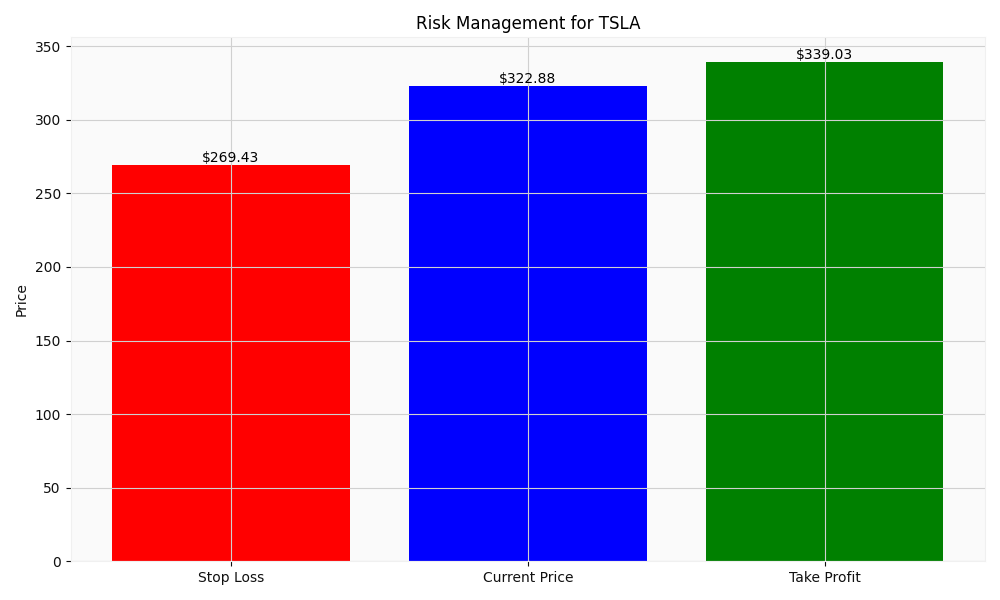 Risk Management for TSLA
350
300
250
200
150
100
50
0
Price
$269.43
$322.88
$339.03
Stop Loss
Current Price
Take Profit